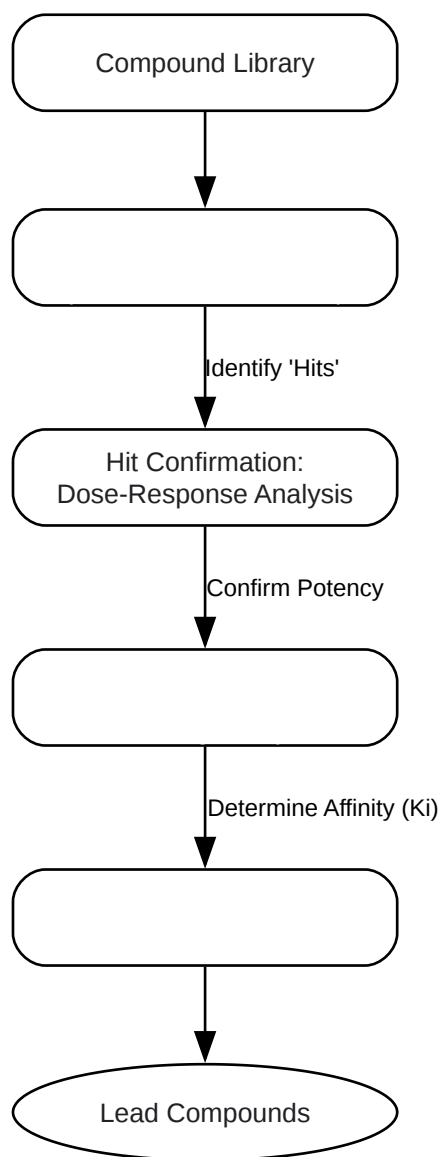 Compound Library
Identify 'Hits'
Hit Confirmation:
Dose-Response Analysis
Confirm Potency
Determine Affinity (Ki)
Lead Compounds